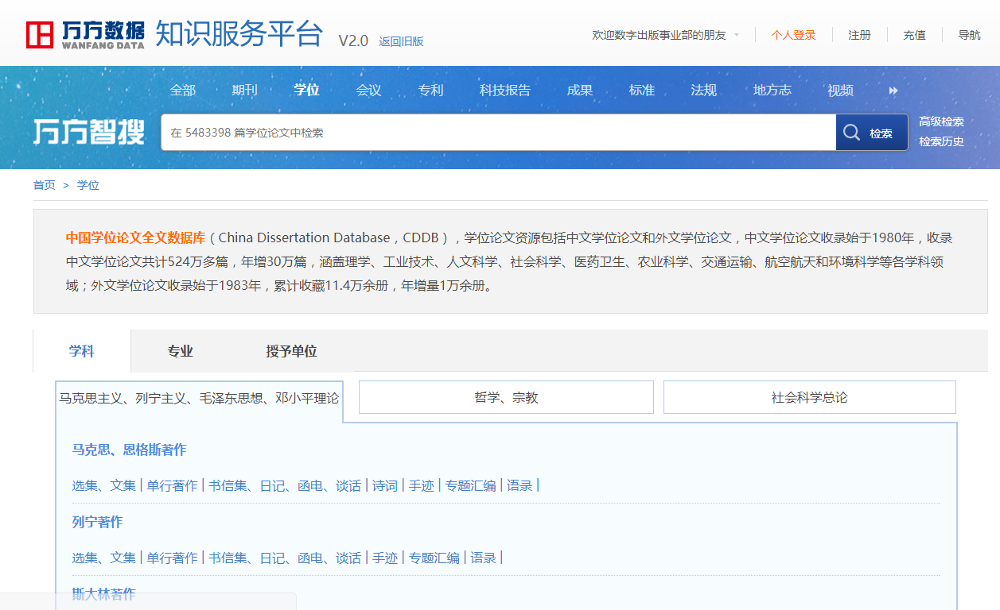 万方数据 知识服务平台 V2.0 返回旧版 欢迎数字出版事业部的朋友 个人登录 注册 充值 导航
WANFANG DATA
全部 期刊 学位 会议 专利 科技报告 成果 标准 法规 地方志 视频
万方智搜 在 5483398 篇学位论文中检索 检索 高级检索
检索历史
首页 > 学位
中国学位论文全文数据库（China Dissertation Database，CDDB），学位论文资源包括中文学位论文和外文学位论文，中文学位论文收录始于1980年，收录
中文学位论文共计524万多篇，年增30万篇，涵盖理学、工业技术、人文科学、社会科学、医药卫生、农业科学、交通运输、航空航天和环境科学等各学科领
域；外文学位论文收录始于1983年，累计收藏11.4万余册，年增量1万余册。
学科 专业 授予单位
马克思主义、列宁主义、毛泽东思想、邓小平理论 哲学、宗教 社会科学总论
马克思、恩格斯著作
选集、文集 | 单行著作 | 书信集、日记、函电、谈话 | 诗词 | 手迹 | 专题汇编 | 语录 |
列宁著作
选集、文集 | 单行著作 | 书信集、日记、函电、谈话 | 手迹 | 专题汇编 | 语录 |
斯大林著作